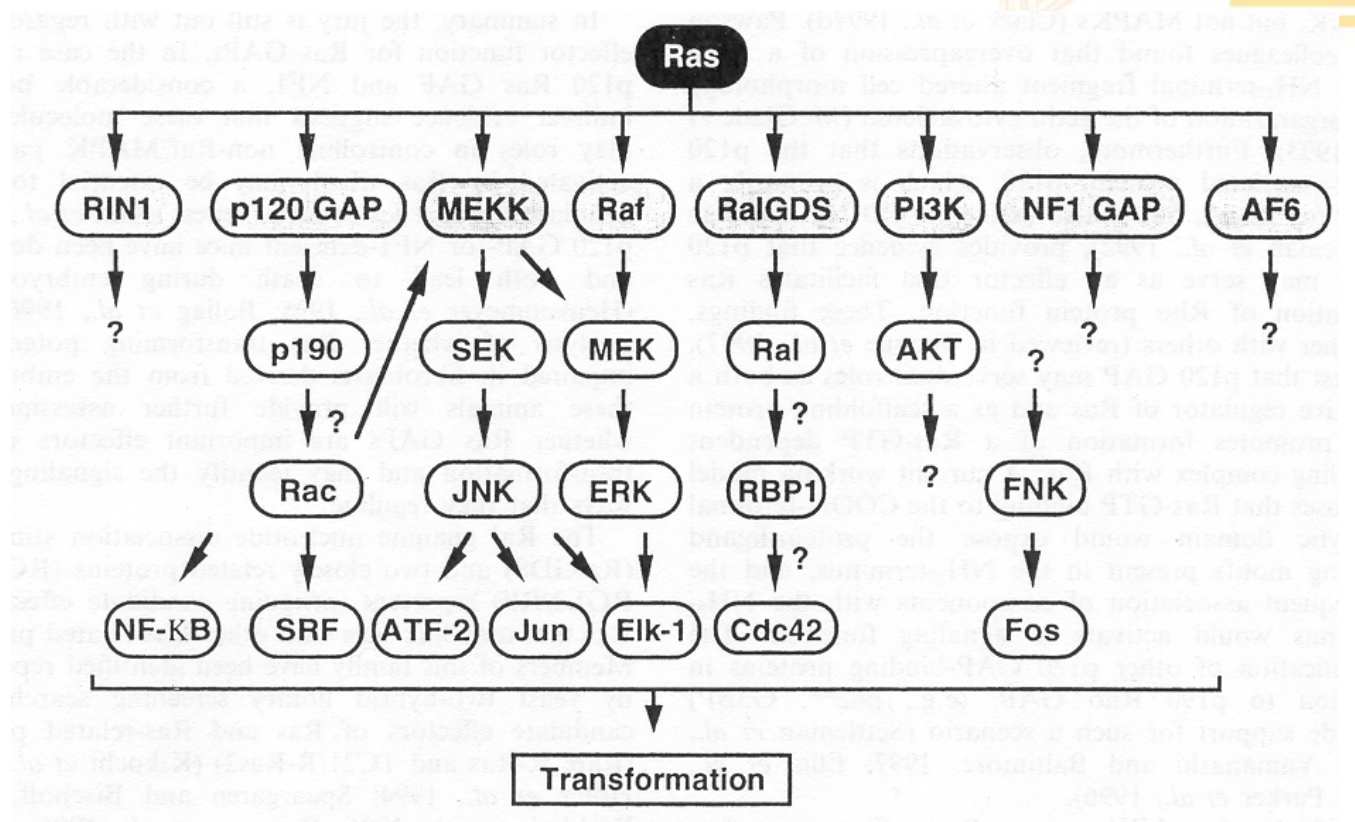 Ras
RIN1 p120 GAP MEKK Raf RalGDS PI3K NF1 GAP AF6
? ? ?
p190 SEK MEK Ral AKT ?
? ?
Rac JNK ERK RBP1 ? FNK
?
NF-κB SRF ATF-2 Jun Elk-1 Cdc42 Fos
Transformation